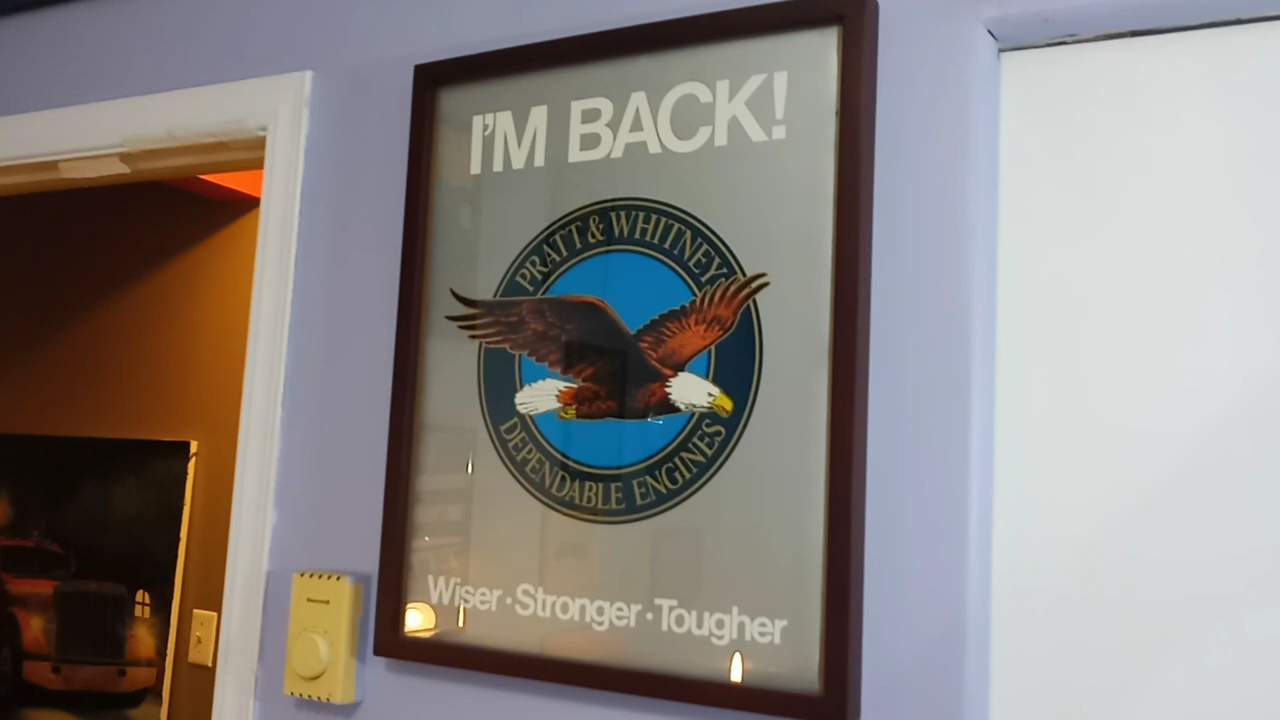 I'M BACK!
PRATT & WHITNEY
DEPENDABLE ENGINES
Wiser · Stronger · Tougher